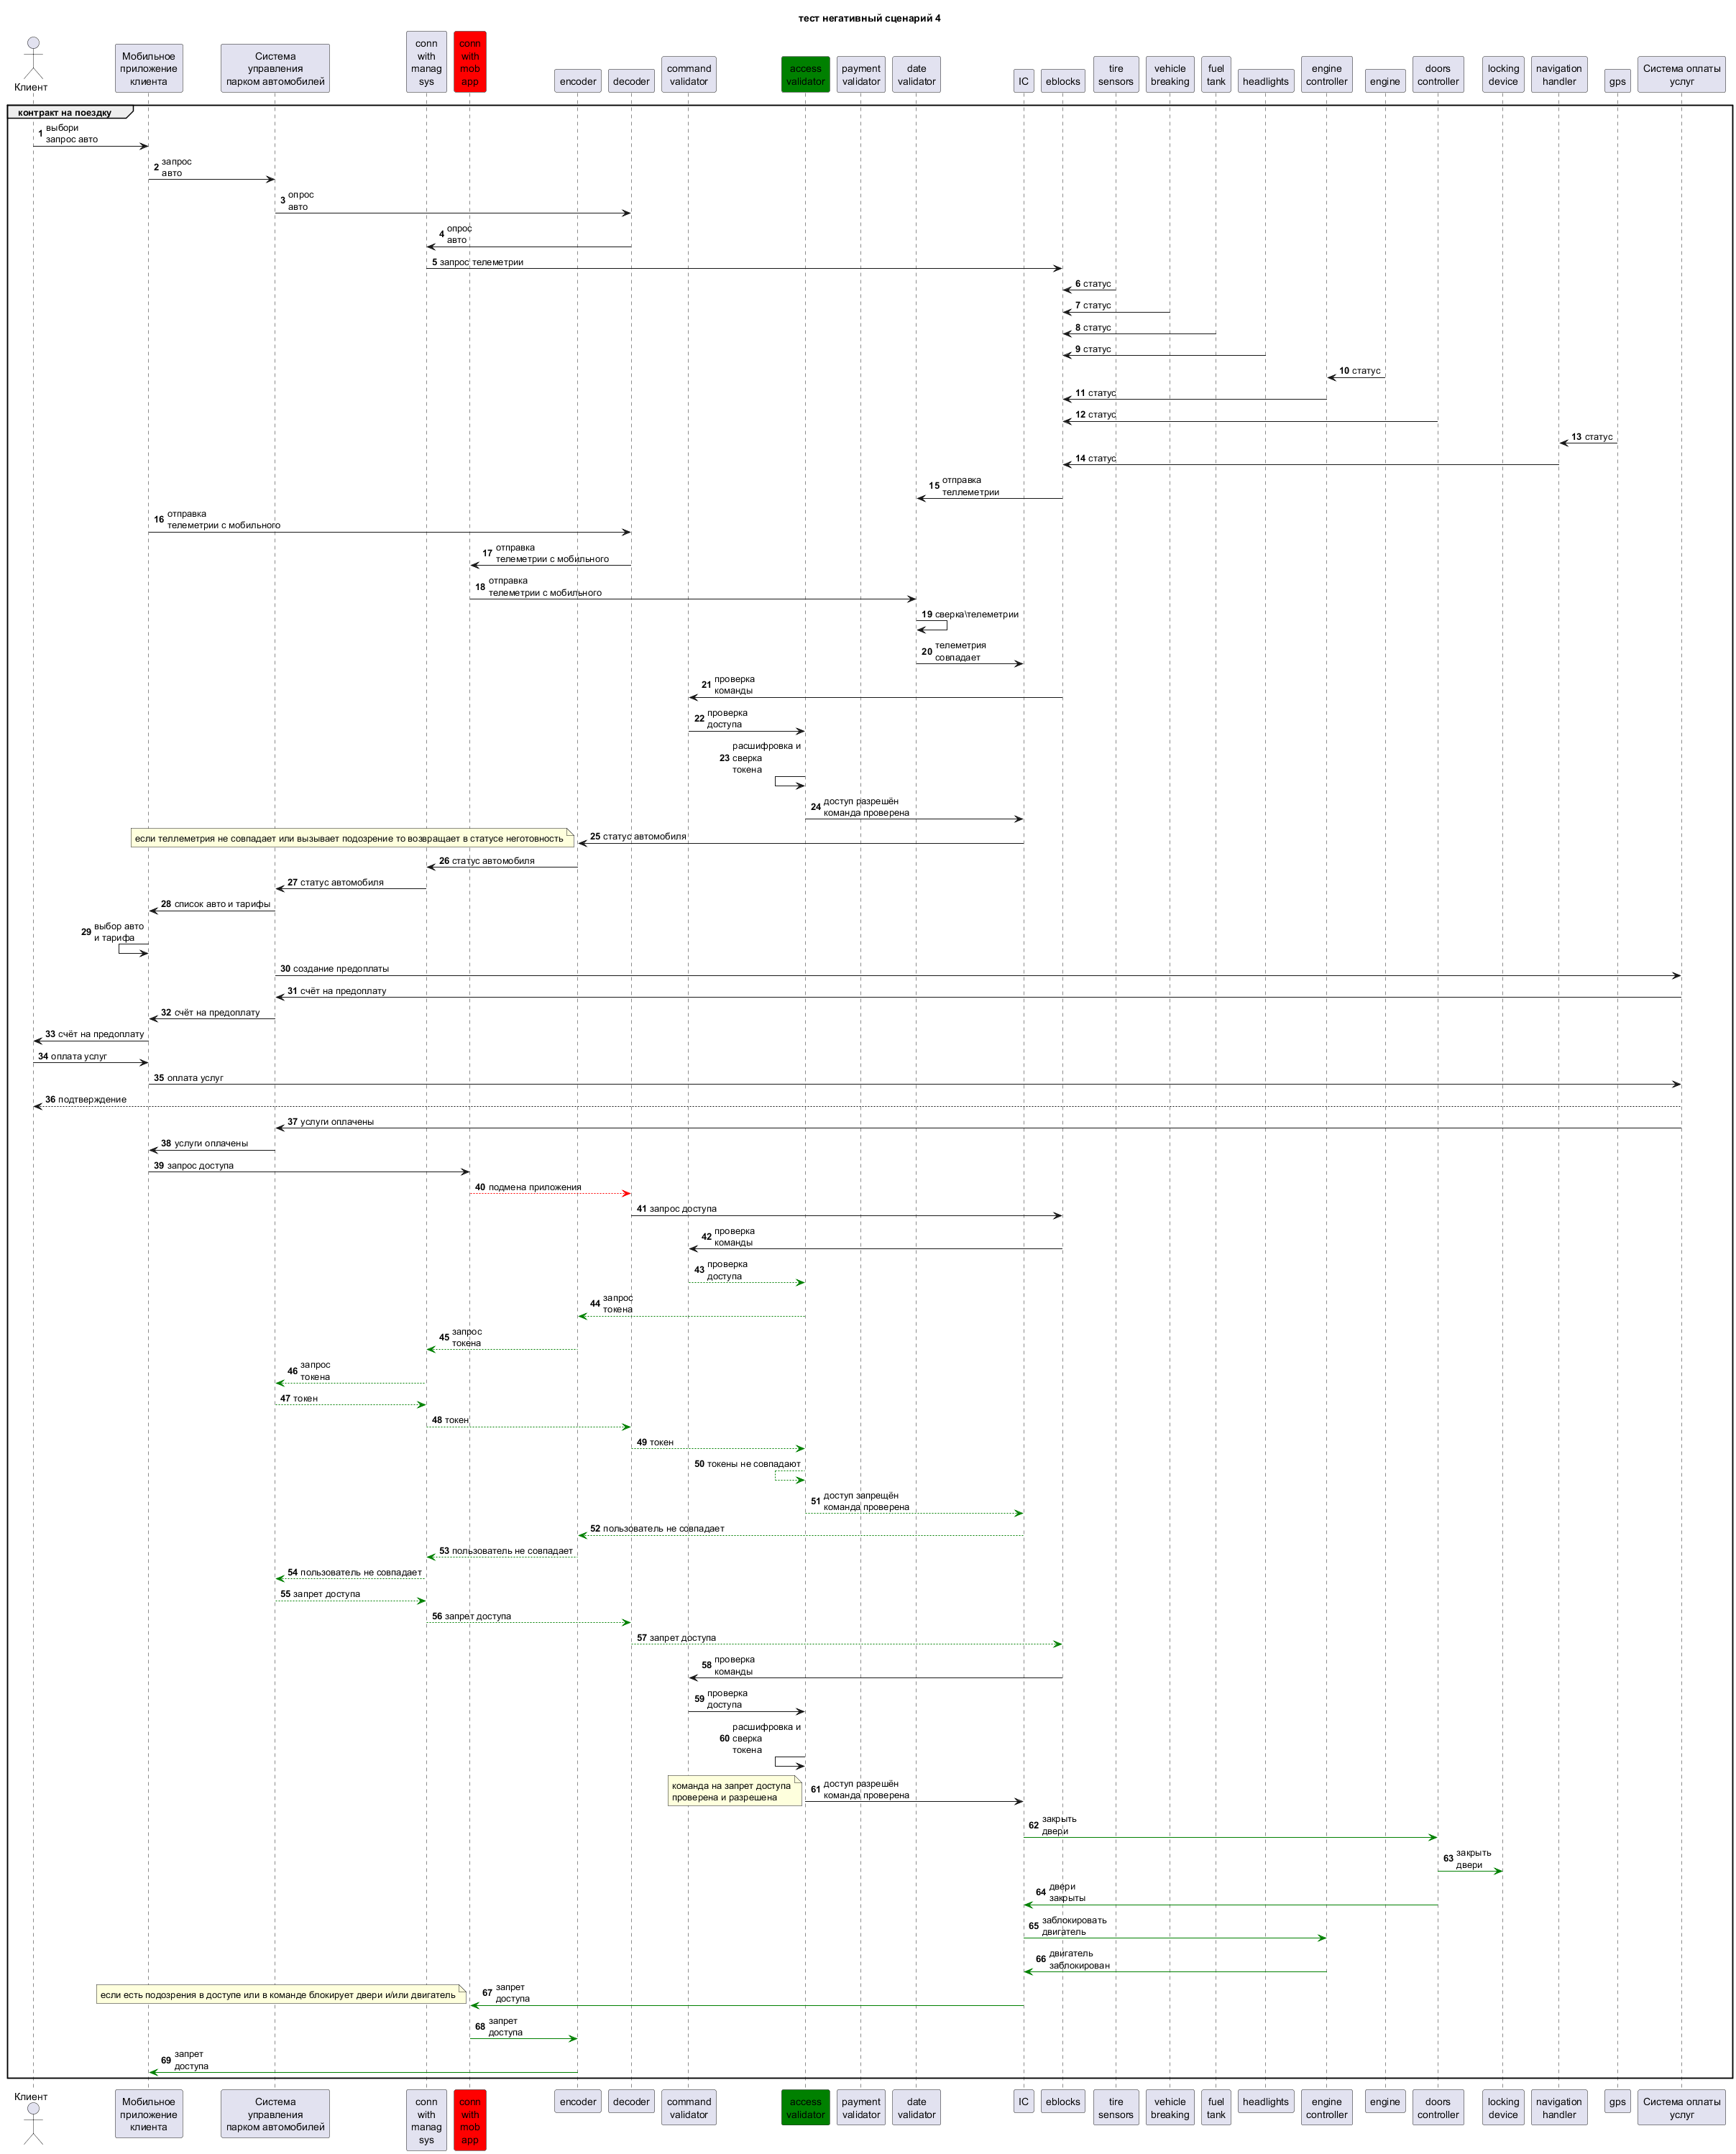 тест негативный сценарий 4
Клиент
Мобильное
приложение
клиента
Система
управления
парком автомобилей
conn
with
manag
sys
conn
with
mob
app
encoder
decoder
command
validator
access
validator
payment
validator
date
validator
IC
eblocks
tire
sensors
vehicle
breaking
fuel
tank
headlights
engine
controller
engine
doors
controller
locking
device
navigation
handler
gps
Система оплаты
услуг
контракт на поездку
1 выбори
запрос авто
2 запрос
авто
3 опрос
авто
4 опрос
авто
5 запрос телеметрии
6 статус
7 статус
8 статус
9 статус
10 статус
11 статус
12 статус
13 статус
14 статус
15 отправка
теллеметрии
16 отправка
телеметрии с мобильного
17 отправка
телеметрии с мобильного
18 отправка
телеметрии с мобильного
19 сверка\телеметрии
20 телеметрия
совпадает
21 проверка
команды
22 проверка
доступа
23 расшифровка и
сверка
токена
24 доступ разрешён
команда проверена
если теллеметрия не совпадает или вызывает подозрение то возвращает в статусе неготовность
25 статус автомобиля
26 статус автомобиля
27 статус автомобиля
28 список авто и тарифы
29 выбор авто
и тарифа
30 создание предоплаты
31 счёт на предоплату
32 счёт на предоплату
33 счёт на предоплату
34 оплата услуг
35 оплата услуг
36 подтверждение
37 услуги оплачены
38 услуги оплачены
39 запрос доступа
40 подмена приложения
41 запрос доступа
42 проверка
команды
43 проверка
доступа
44 запрос
токена
45 запрос
токена
46 запрос
токена
47 токен
48 токен
49 токен
50 токены не совпадают
51 доступ запрещён
команда проверена
52 пользователь не совпадает
53 пользователь не совпадает
54 пользователь не совпадает
55 запрет доступа
56 запрет доступа
57 запрет доступа
58 проверка
команды
59 проверка
доступа
60 расшифровка и
сверка
токена
команда на запрет доступа
проверена и разрешена
61 доступ разрешён
команда проверена
62 закрыть
двери
63 закрыть
двери
64 двери
закрыты
65 заблокировать
двигатель
66 двигатель
заблокирован
если есть подозрения в доступе или в команде блокирует двери и/или двигатель
67 запрет
доступа
68 запрет
доступа
69 запрет
доступа
Клиент
Мобильное
приложение
клиента
Система
управления
парком автомобилей
conn
with
manag
sys
conn
with
mob
app
encoder
decoder
command
validator
access
validator
payment
validator
date
validator
IC
eblocks
tire
sensors
vehicle
breaking
fuel
tank
headlights
engine
controller
engine
doors
controller
locking
device
navigation
handler
gps
Система оплаты
услуг